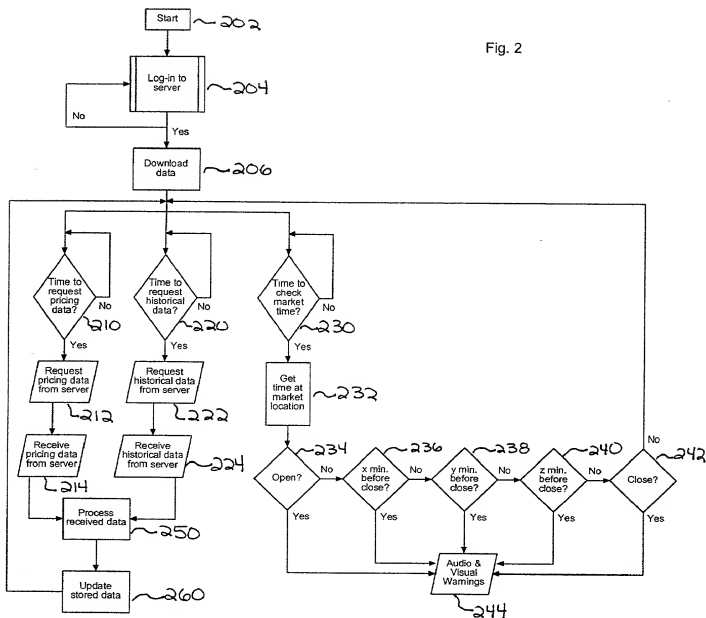 Start
202
Fig. 2
Log-in to
server
204
No
Yes
Download
data
206
Time to
request
pricing
data?
No
210
Yes
Time to
request
historical
data?
No
220
Yes
Time to
check
market
time?
No
230
Yes
Request
pricing data
from server
212
Request
historical data
from server
222
Get
time at
market
location
232
Receive
pricing data
from server
214
Receive
historical data
from server
224
Open?
234
No
Yes
x min.
before
close?
236
No
Yes
y min.
before
close?
238
No
Yes
z min.
before
close?
240
No
Yes
No
Close?
242
Yes
Process
received data
250
Update
stored data
260
Audio &
Visual
Warnings
244